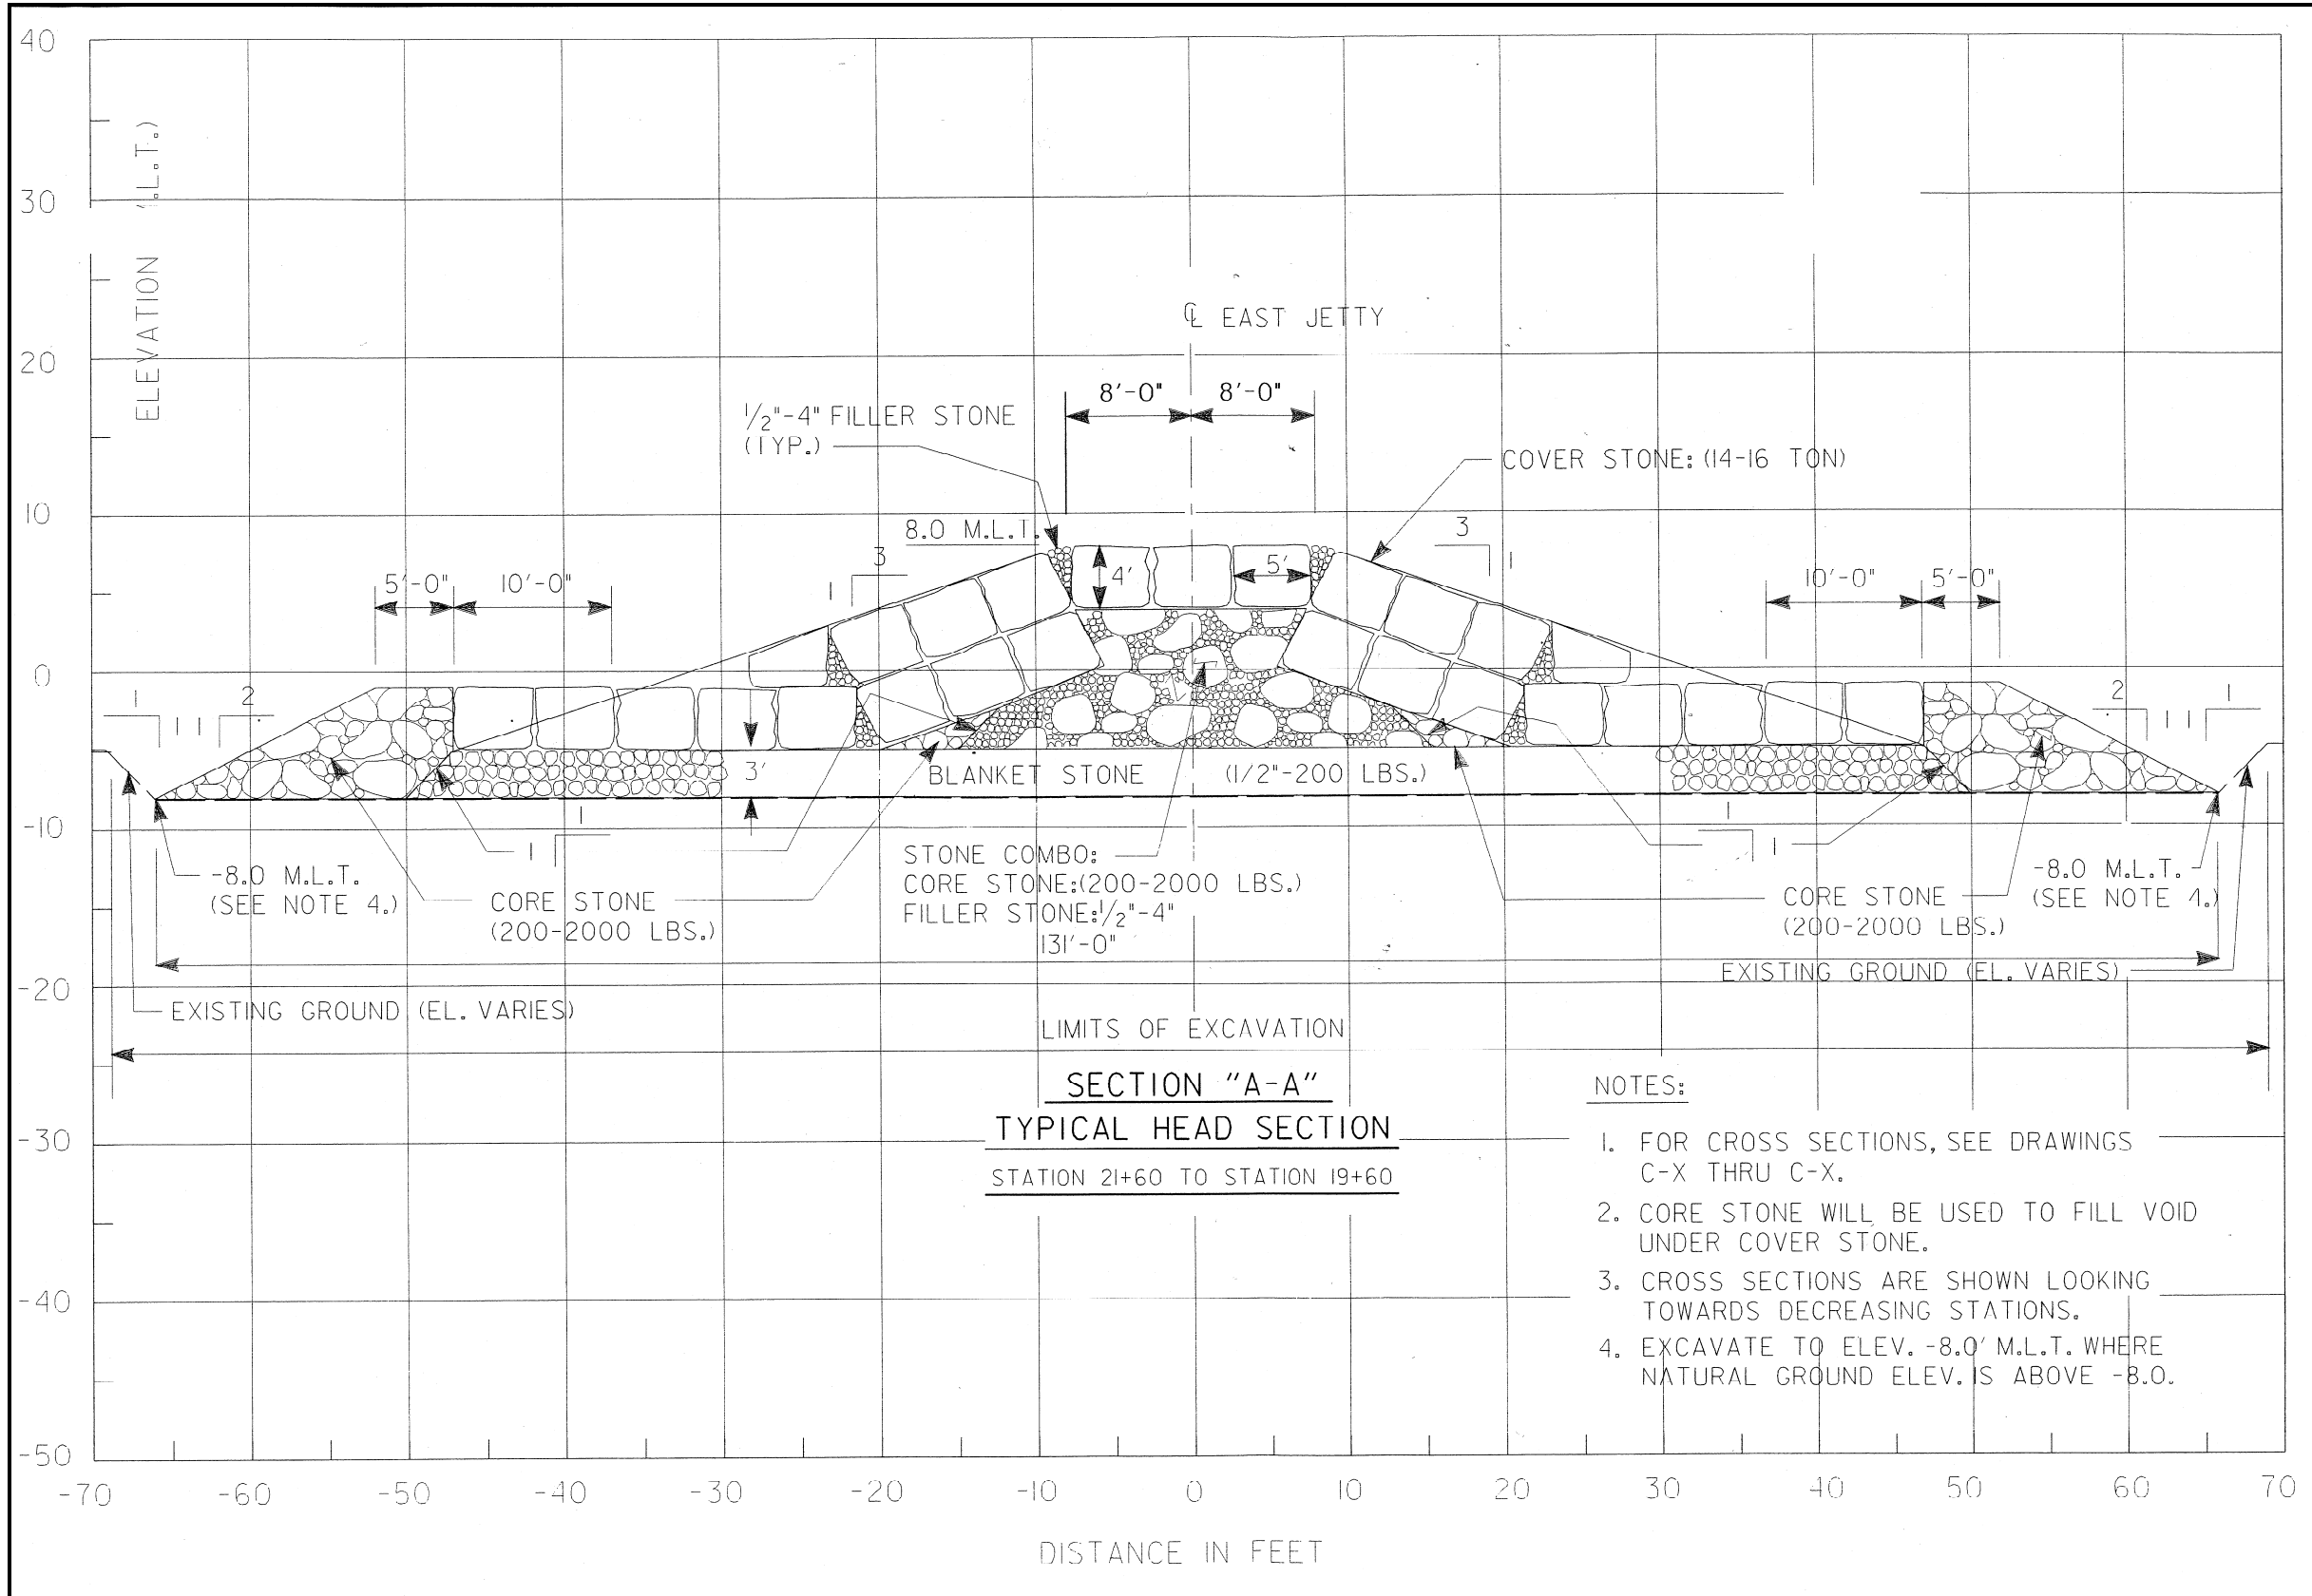 40
30
20
10
0
-10
-20
-30
-40
-50
ELEVATION
℄ EAST JETTY
8'-0" 8'-0"
1/2"-4" FILLER STONE
(TYP.)
COVER STONE: (14-16 TON)
8.0 M.L.T.
3
1
3
1
4'
5'
5'-0" 10'-0"
10'-0" 5'-0"
1 1 2
2 1 1
3'
BLANKET STONE (1/2"-200 LBS.)
1
1
1
1
-8.0 M.L.T.
(SEE NOTE 4.)
CORE STONE
(200-2000 LBS.)
STONE COMBO:
CORE STONE:(200-2000 LBS.)
FILLER STONE:1/2"-4"
131'-0"
CORE STONE
(200-2000 LBS.)
-8.0 M.L.T.
(SEE NOTE 4.)
EXISTING GROUND (EL. VARIES)
EXISTING GROUND (EL. VARIES)
LIMITS OF EXCAVATION
SECTION "A-A"
TYPICAL HEAD SECTION
STATION 21+60 TO STATION 19+60
NOTES:
1. FOR CROSS SECTIONS, SEE DRAWINGS
C-X THRU C-X.
2. CORE STONE WILL BE USED TO FILL VOID
UNDER COVER STONE.
3. CROSS SECTIONS ARE SHOWN LOOKING
TOWARDS DECREASING STATIONS.
4. EXCAVATE TO ELEV. -8.0' M.L.T. WHERE
NATURAL GROUND ELEV. IS ABOVE -8.0.
-70 -60 -50 -40 -30 -20 -10 0 10 20 30 40 50 60 70
DISTANCE IN FEET